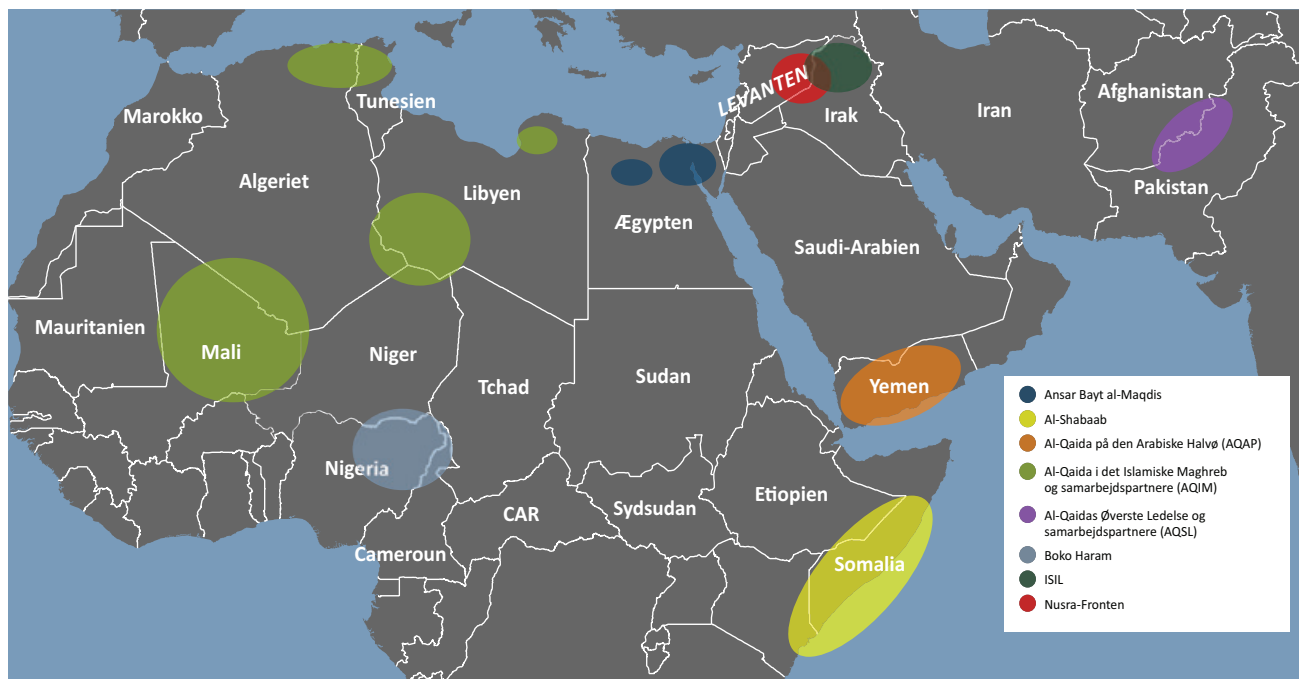 LEVANTEN
Afghanistan
Tunesien
Marokko
Irak
Iran
Algeriet
Libyen
Pakistan
Ægypten
Saudi-Arabien
Mauritanien
Mali
Niger
Tchad
Sudan
Yemen
Nigeria
Etiopien
CAR
Sydsudan
Cameroun
Somalia
Ansar Bayt al-Maqdis
Al-Shabaab
Al-Qaida på den Arabiske Halvø (AQAP)
Al-Qaida i det Islamiske Maghreb
og samarbejdspartnere (AQIM)
Al-Qaidas Øverste Ledelse og
samarbejdspartnere (AQSL)
Boko Haram
ISIL
Nusra-Fronten